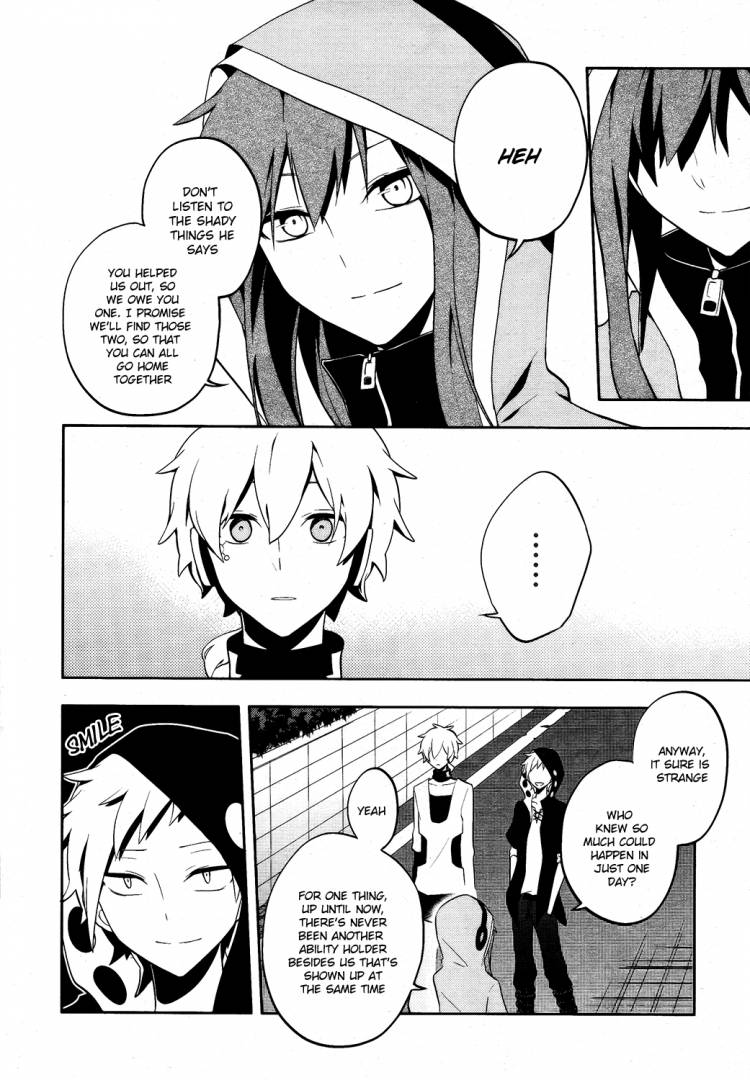 HEH
DON'T
LISTEN TO
THE SHADY
THINGS HE
SAYS
YOU HELPED
US OUT, SO
WE OWE YOU
ONE. I PROMISE
WE'LL FIND THOSE
TWO, SO THAT
YOU CAN ALL
GO HOME
TOGETHER
......
ANYWAY,
IT SURE IS
STRANGE
WHO
KNEW SO
MUCH COULD
HAPPEN IN
JUST ONE
DAY?
YEAH
FOR ONE THING,
UP UNTIL NOW,
THERE'S NEVER
BEEN ANOTHER
ABILITY HOLDER
BESIDES US THAT'S
SHOWN UP AT
THE SAME TIME
SMILE